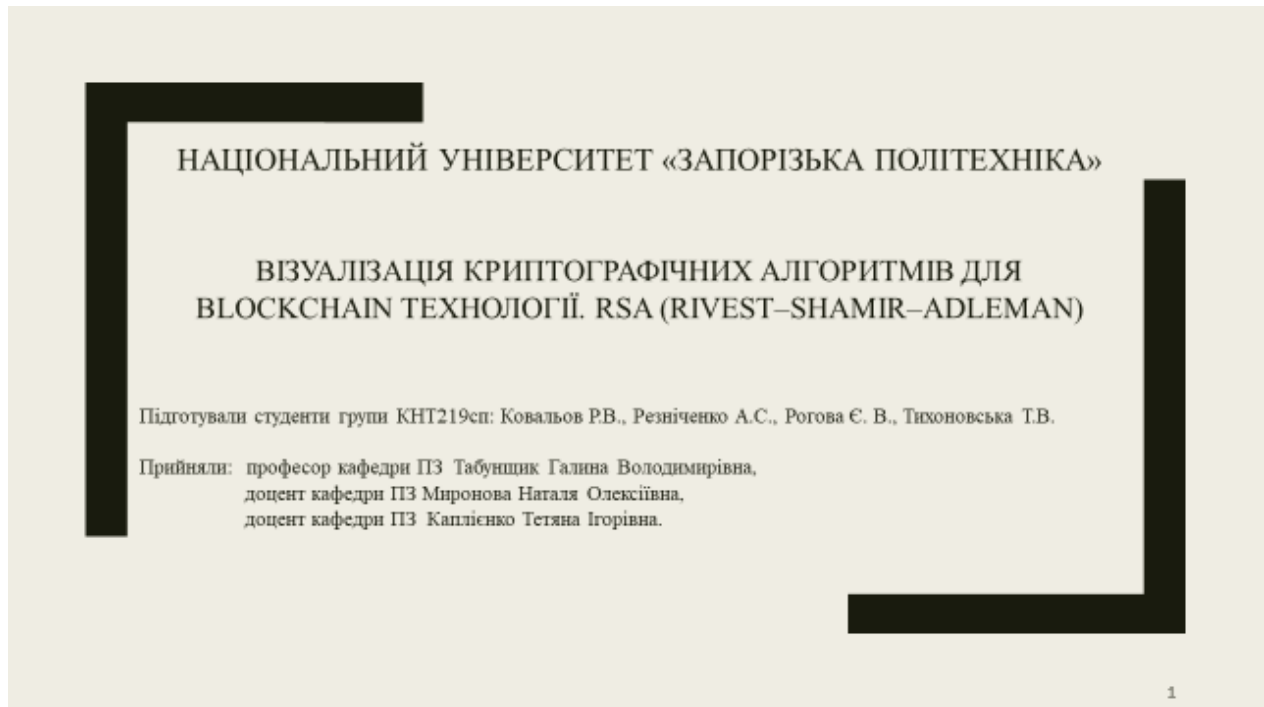 НАЦІОНАЛЬНИЙ УНІВЕРСИТЕТ «ЗАПОРІЗЬКА ПОЛІТЕХНІКА»
ВІЗУАЛІЗАЦІЯ КРИПТОГРАФІЧНИХ АЛГОРИТМІВ ДЛЯ
BLOCKCHAIN ТЕХНОЛОГІЇ. RSA (RIVEST–SHAMIR–ADLEMAN)
Підготували студенти групи КНТ219сп: Ковальов Р.В., Резніченко А.С., Рогова Є. В., Тихоновська Т.В.
Прийняли: професор кафедри ПЗ Табунщик Галина Володимирівна,
доцент кафедри ПЗ Миронова Наталя Олексіївна,
доцент кафедри ПЗ Каплієнко Тетяна Ігорівна.
1